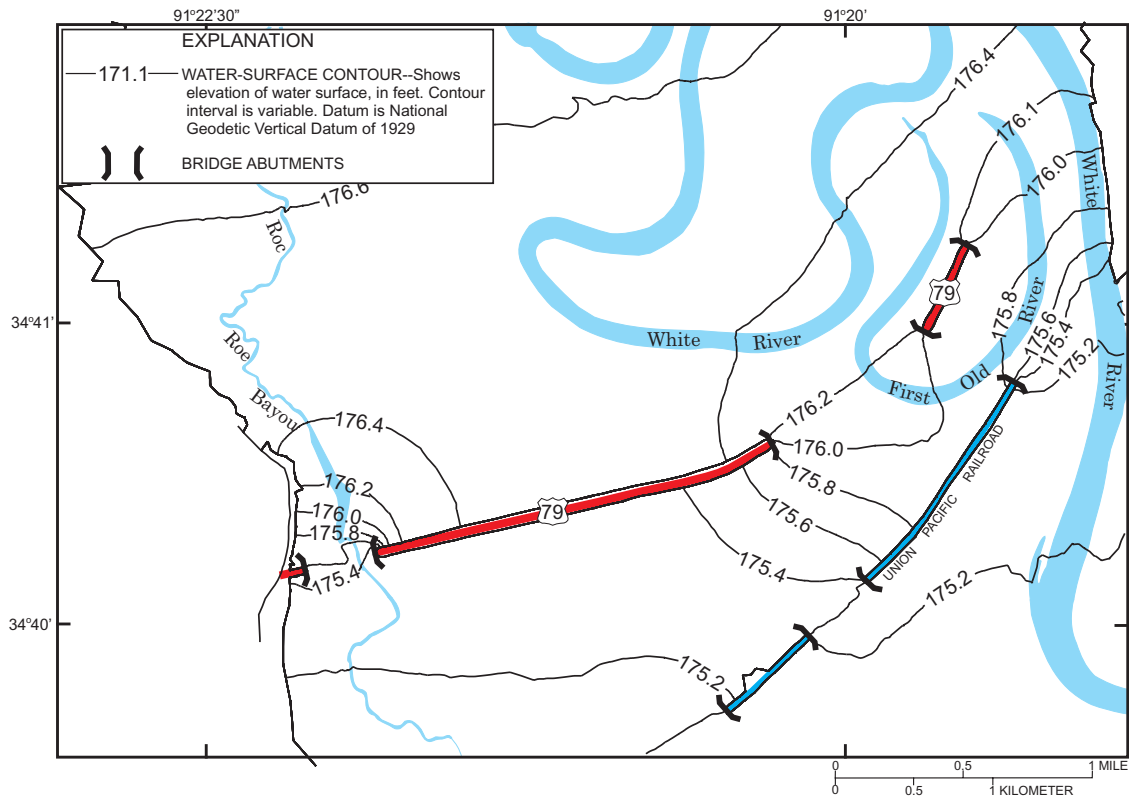 91°22'30"
91°20'
EXPLANATION
171.1
WATER-SURFACE CONTOUR--Shows
elevation of water surface, in feet. Contour
interval is variable. Datum is National
Geodetic Vertical Datum of 1929
BRIDGE ABUTMENTS
176.4
176.1
176.0
White
176.6
Roc
79
175.8
River
175.6
175.4
175.2
34°41'
White River
Roe
First Old
River
Bayou
176.2
176.4
176.0
176.2
175.8
176.0
175.6
175.8
79
UNION PACIFIC RAILROAD
175.4
175.4
175.2
34°40'
175.2
0 0.5 1 MILE
0 0.5 1 KILOMETER